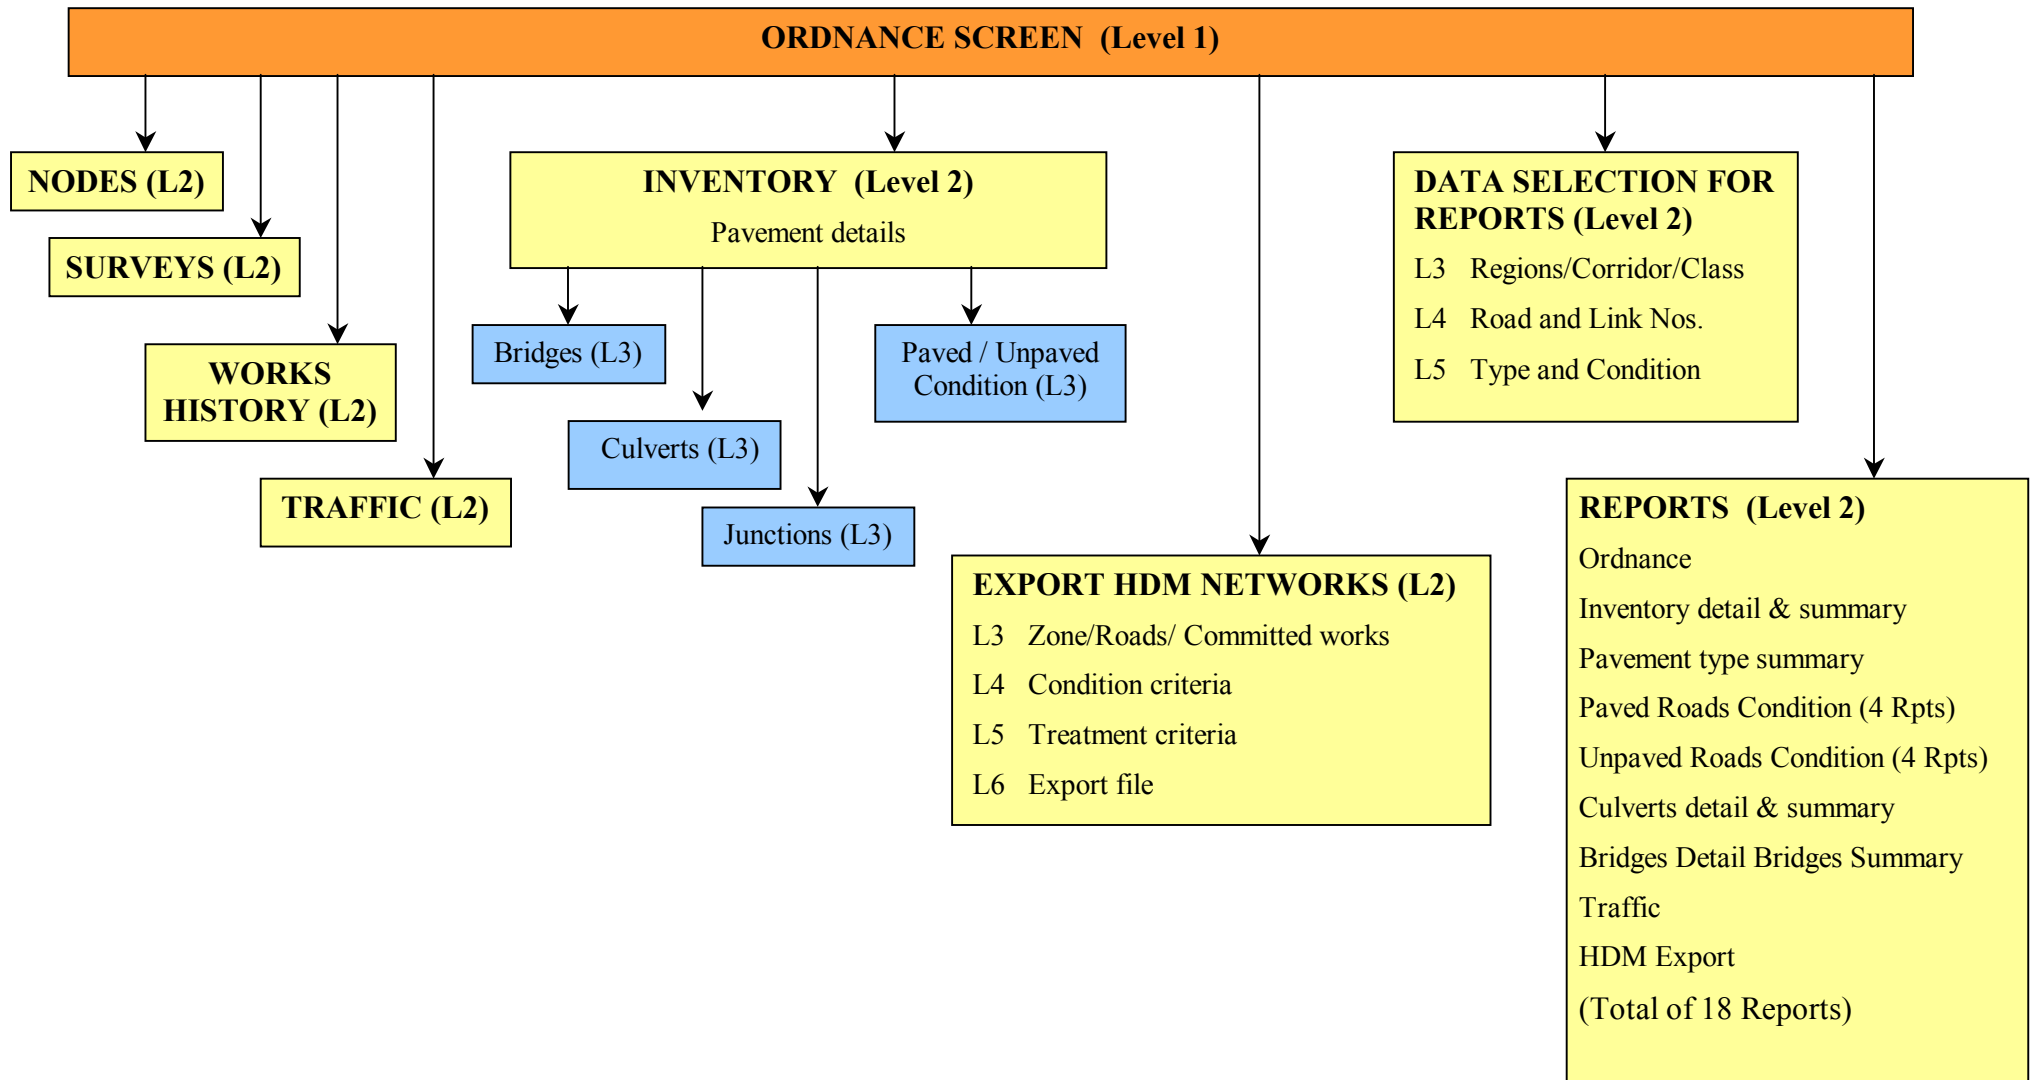 ORDNANCE SCREEN (Level 1)
NODES (L2)
SURVEYS (L2)
WORKS
HISTORY (L2)
TRAFFIC (L2)
INVENTORY (Level 2)
Pavement details
Bridges (L3)
Culverts (L3)
Junctions (L3)
Paved / Unpaved
Condition (L3)
EXPORT HDM NETWORKS (L2)
L3 Zone/Roads/ Committed works
L4 Condition criteria
L5 Treatment criteria
L6 Export file
DATA SELECTION FOR
REPORTS (Level 2)
L3 Regions/Corridor/Class
L4 Road and Link Nos.
L5 Type and Condition
REPORTS (Level 2)
Ordnance
Inventory detail & summary
Pavement type summary
Paved Roads Condition (4 Rpts)
Unpaved Roads Condition (4 Rpts)
Culverts detail & summary
Bridges Detail Bridges Summary
Traffic
HDM Export
(Total of 18 Reports)